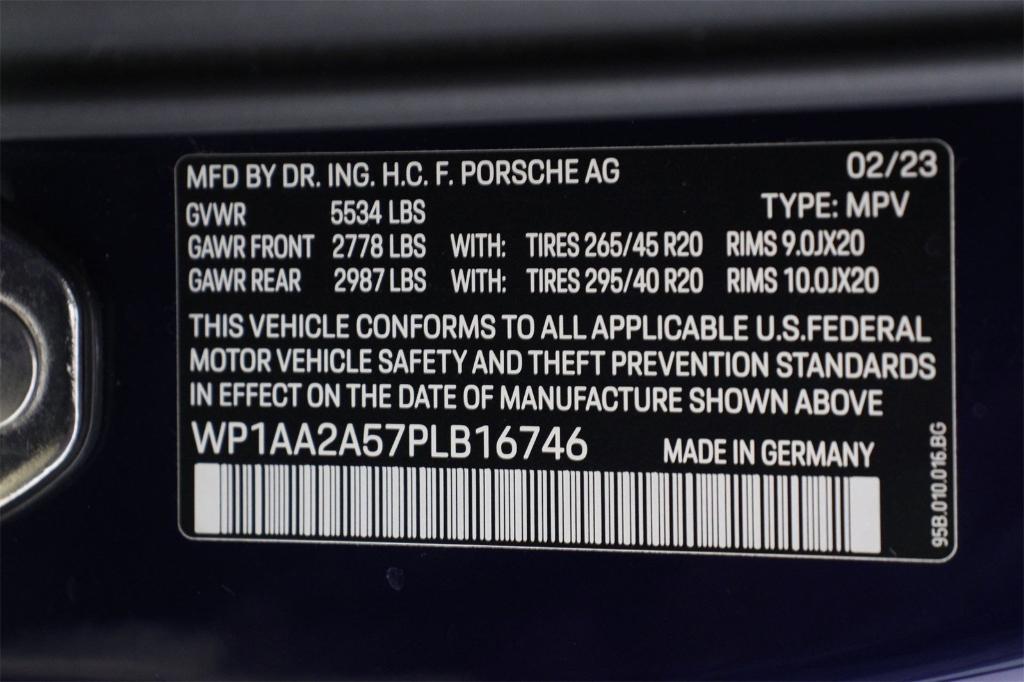 MFD BY DR. ING. H.C. F. PORSCHE AG 02/23
GVWR 5534 LBS TYPE: MPV
GAWR FRONT 2778 LBS WITH: TIRES 265/45 R20 RIMS 9.0JX20
GAWR REAR 2987 LBS WITH: TIRES 295/40 R20 RIMS 10.0JX20
THIS VEHICLE CONFORMS TO ALL APPLICABLE U.S.FEDERAL
MOTOR VEHICLE SAFETY AND THEFT PREVENTION STANDARDS
IN EFFECT ON THE DATE OF MANUFACTURE SHOWN ABOVE
WP1AA2A57PLB16746 MADE IN GERMANY
95B.010.016.BG